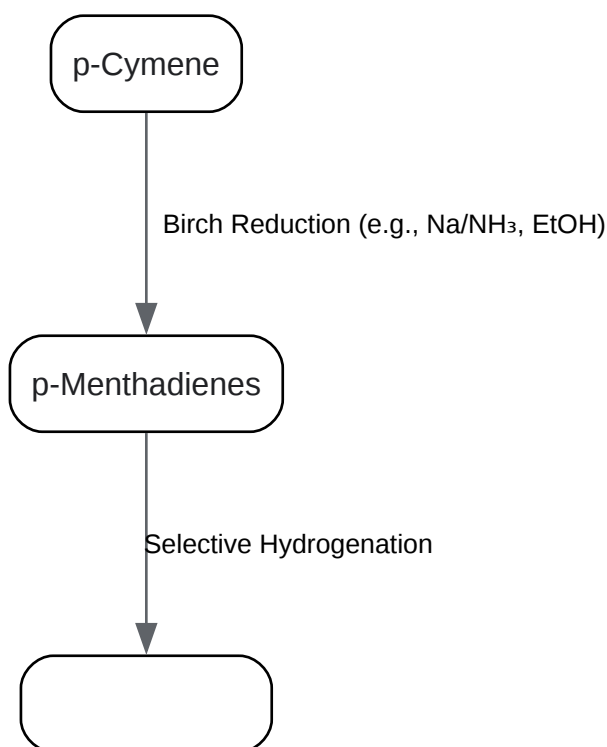 p-Cymene
Birch Reduction (e.g., Na/NH₃, EtOH)
p-Menthadienes
Selective Hydrogenation